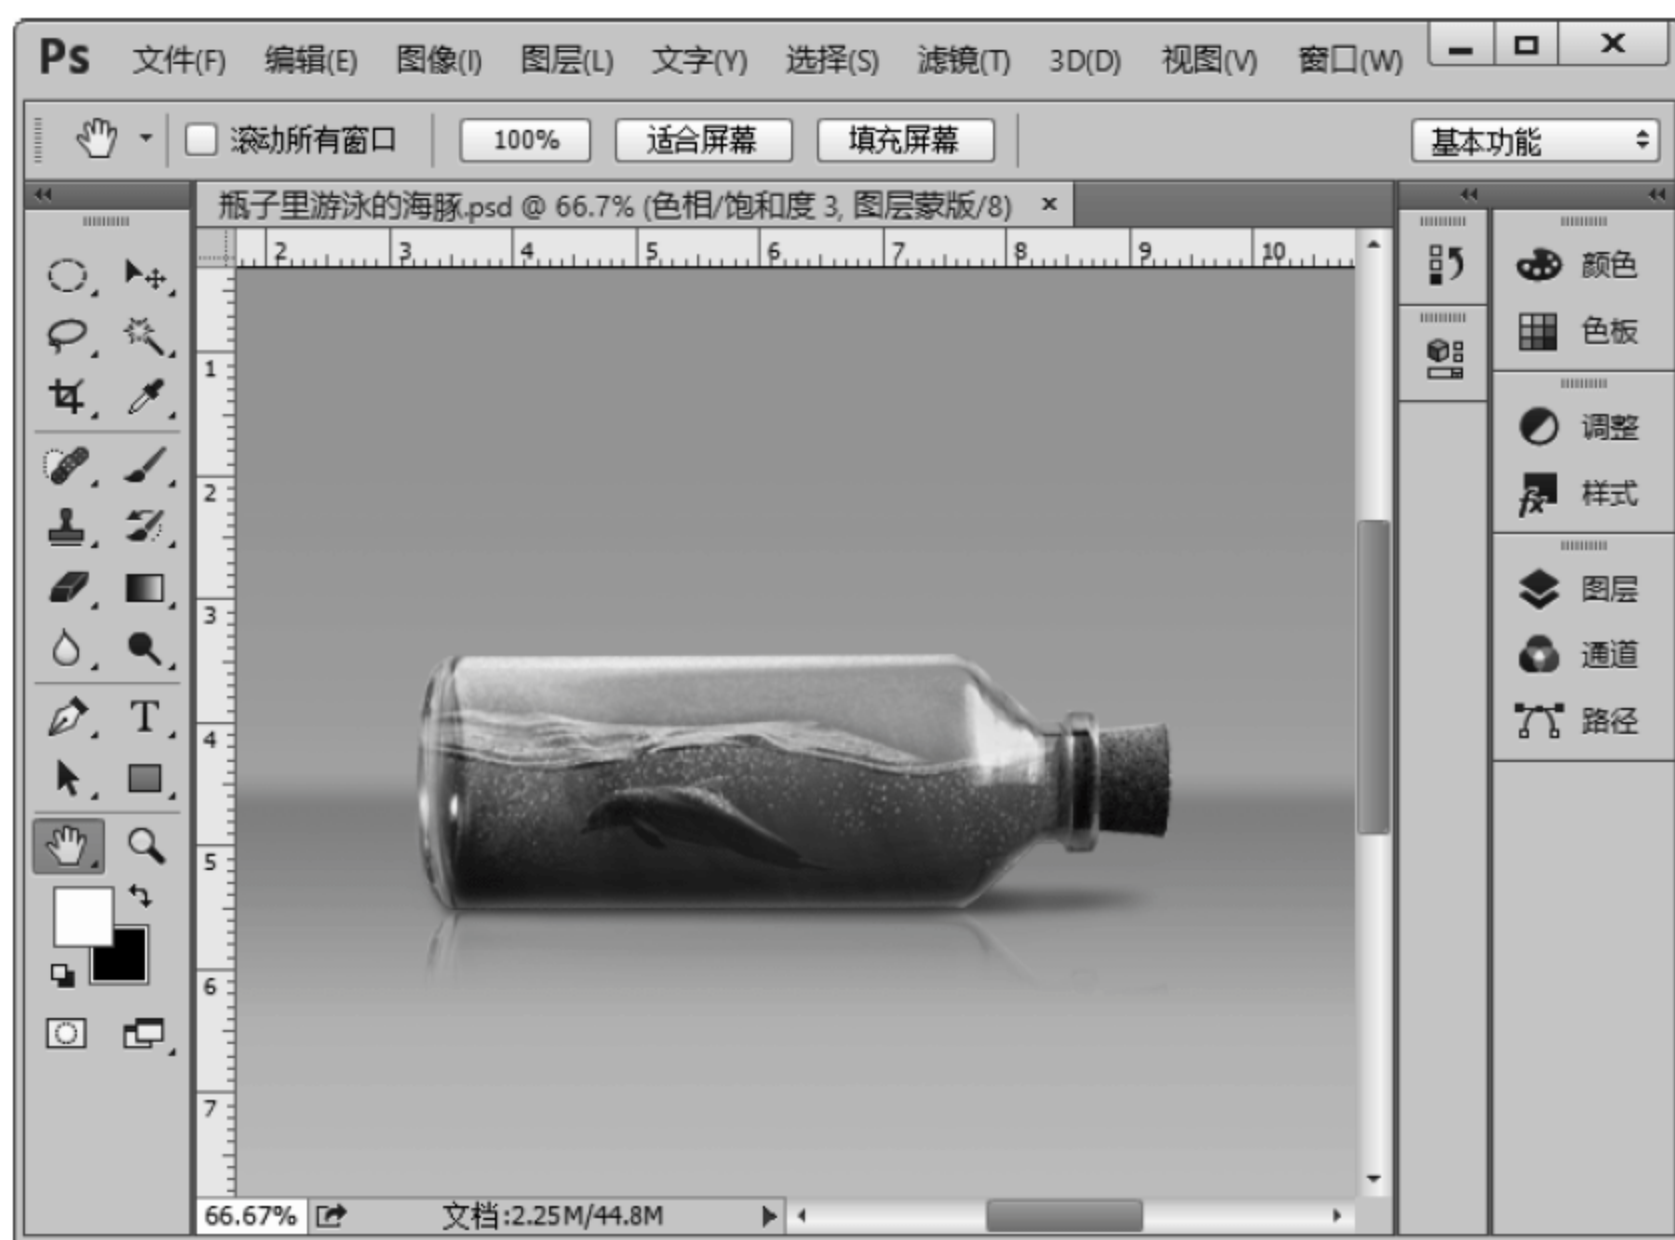 Ps 文件(F) 编辑(E) 图像(I) 图层(L) 文字(Y) 选择(S) 滤镜(T) 3D(D) 视图(V) 窗口(W)
滚动所有窗口 100% 适合屏幕 填充屏幕 基本功能
瓶子里游泳的海豚.psd @ 66.7% (色相/饱和度 3, 图层蒙版/8) ×
2 3 4 5 6 7 8 9 10
1
2
3
4
5
6
7
T
颜色
色板
调整
fx 样式
图层
通道
路径
66.67% 文档:2.25M/44.8M